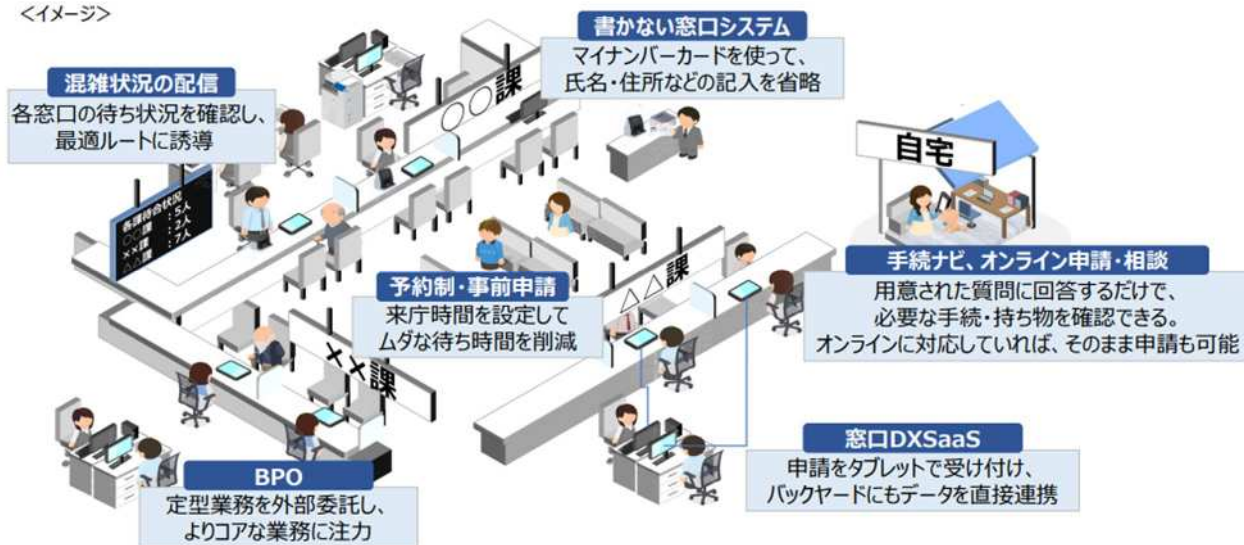 ＜イメージ＞
書かない窓口システム
マイナンバーカードを使って、
氏名・住所などの記入を省略
混雑状況の配信
各窓口の待ち状況を確認し、
最適ルートに誘導
〇〇課
自宅
各課待合状況
〇〇課 : 5人
××課 : 2人
△△課 : 7人
手続ナビ、オンライン申請・相談
用意された質問に回答するだけで、
必要な手続・持ち物を確認できる。
オンラインに対応していれば、そのまま申請も可能
予約制・事前申請
来庁時間を設定して
ムダな待ち時間を削減
△△課
××課
窓口DXSaaS
申請をタブレットで受け付け、
バックヤードにもデータを直接連携
BPO
定型業務を外部委託し、
よりコアな業務に注力